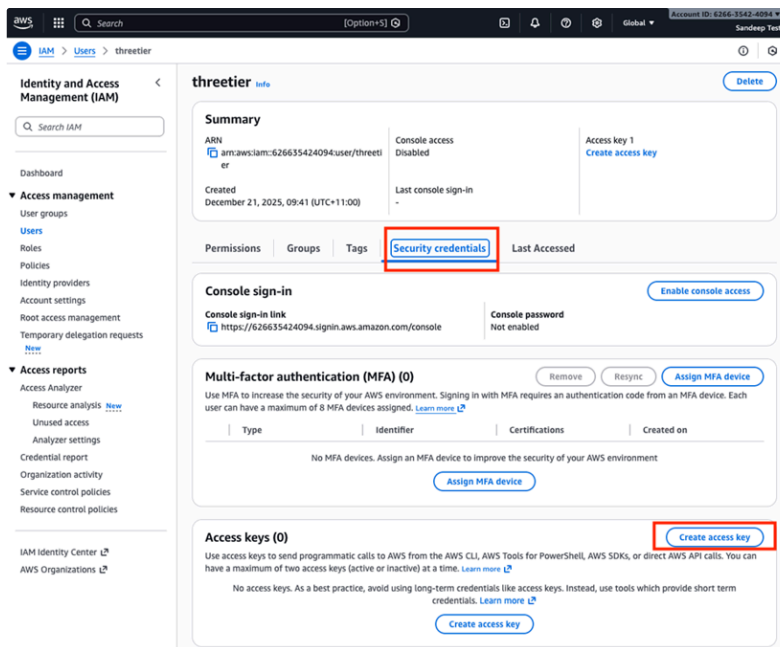 aws
Search
[Option+S]
Global
Account ID: 6266-3542-4094
Sandeep Test
IAM > Users > threetier
Identity and Access Management (IAM)
Search IAM
Dashboard
Access management
User groups
Users
Roles
Policies
Identity providers
Account settings
Root access management
Temporary delegation requests
New
Access reports
Access Analyzer
Resource analysis New
Unused access
Analyzer settings
Credential report
Organization activity
Service control policies
Resource control policies
IAM Identity Center
AWS Organizations
threetier Info
Delete
Summary
ARN
arn:aws:iam::626635424094:user/threeti
er
Console access
Disabled
Access key 1
Create access key
Created
December 21, 2025, 09:41 (UTC+11:00)
Last console sign-in
-
Permissions
Groups
Tags
Security credentials
Last Accessed
Console sign-in
Enable console access
Console sign-in link
https://626635424094.signin.aws.amazon.com/console
Console password
Not enabled
Multi-factor authentication (MFA) (0)
Remove
Resync
Assign MFA device
Use MFA to increase the security of your AWS environment. Signing in with MFA requires an authentication code from an MFA device. Each
user can have a maximum of 8 MFA devices assigned. Learn more
Type
Identifier
Certifications
Created on
No MFA devices. Assign an MFA device to improve the security of your AWS environment
Assign MFA device
Access keys (0)
Create access key
Use access keys to send programmatic calls to AWS from the AWS CLI, AWS Tools for PowerShell, AWS SDKs, or direct AWS API calls. You can
have a maximum of two access keys (active or inactive) at a time. Learn more
No access keys. As a best practice, avoid using long-term credentials like access keys. Instead, use tools which provide short term
credentials. Learn more
Create access key